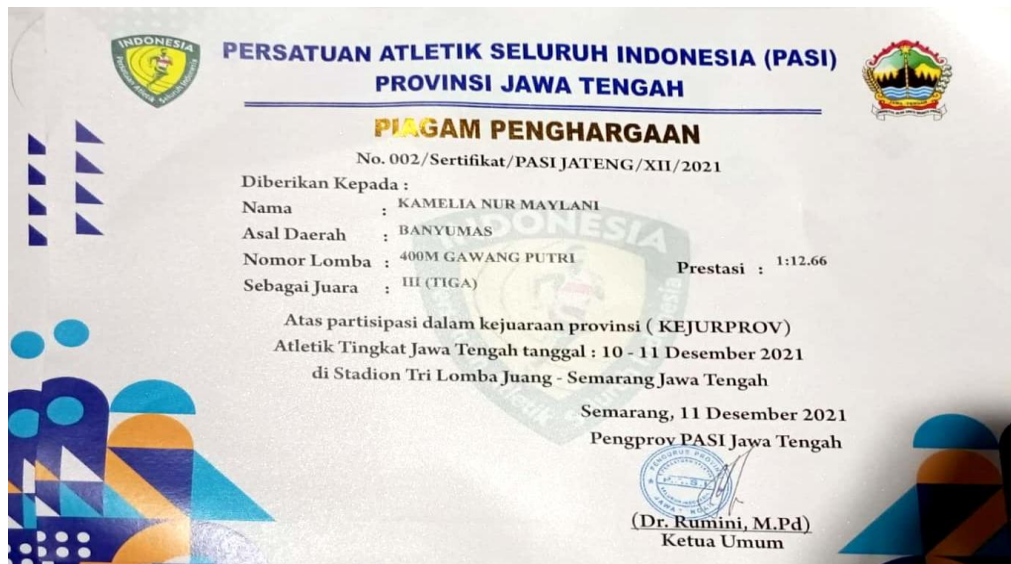 INDONESIA
PERSATUAN ATLETIK SELURUH INDONESIA (PASI)
PROVINSI JAWA TENGAH
PIAGAM PENGHARGAAN
No. 002/Sertifikat/PASI JATENG/XII/2021
Diberikan Kepada :
Nama : KAMELIA NUR MAYLANI
Asal Daerah : BANYUMAS
Nomor Lomba : 400M GAWANG PUTRI Prestasi : 1:12.66
Sebagai Juara : III (TIGA)
INDONESIA
Atas partisipasi dalam kejuaraan provinsi ( KEJURPROV)
Atletik Tingkat Jawa Tengah tanggal : 10 - 11 Desember 2021
di Stadion Tri Lomba Juang - Semarang Jawa Tengah
Semarang, 11 Desember 2021
Pengprov PASI Jawa Tengah
(Dr. Rumini, M.Pd)
Ketua Umum